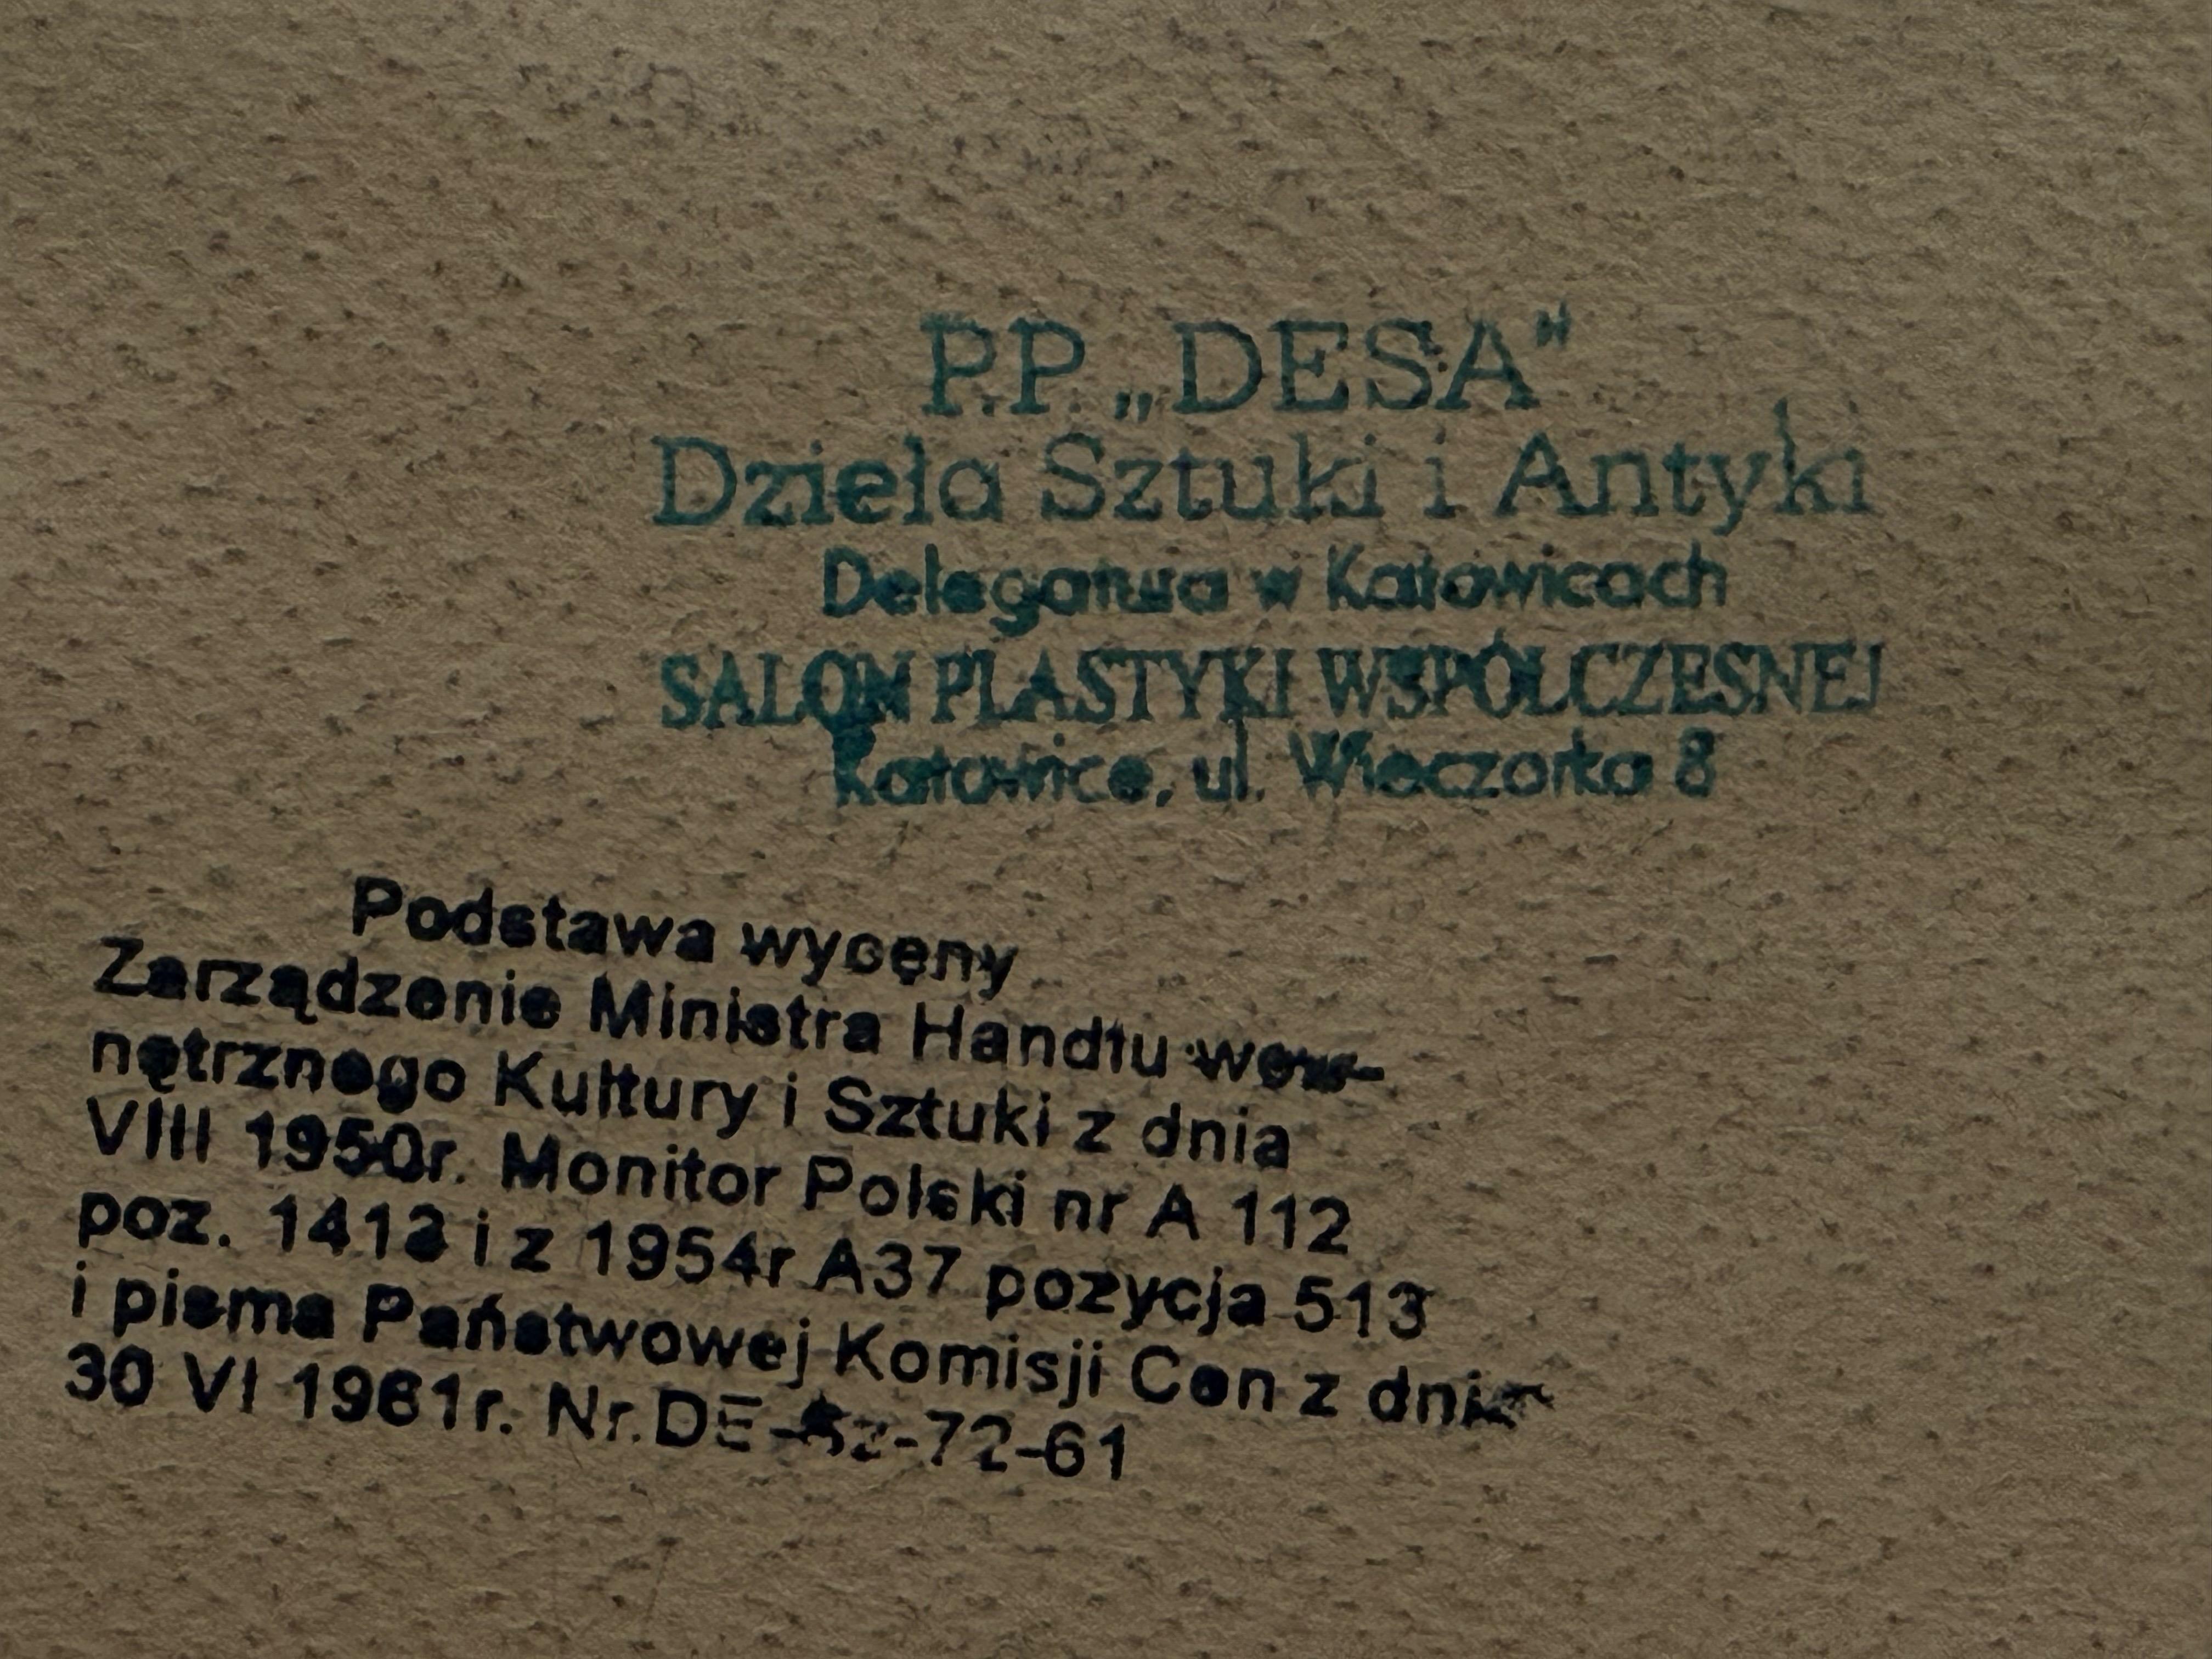 P.P. „DESA"
Dzieła Sztuki i Antyki
Delegatura w Katowicach
SALON PLASTYKI WSPÓŁCZESNEJ
Katowice, ul. Wieczorka 8
Podstawa wyceny
Zarządzenie Ministra Handlu wew-
nętrznego Kultury i Sztuki z dnia
VIII 1950r. Monitor Polski nr A 112
poz. 1412 i z 1954r A37 pozycja 513
i pisma Państwowej Komisji Cen z dnia
30 VI 1961r. Nr.DE-Sz-72-61